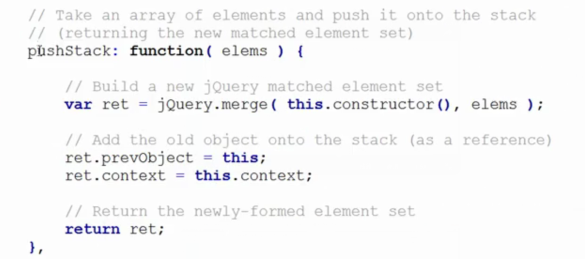 // Take an array of elements and push it onto the stack
// (returning the new matched element set)
pushStack: function( elems ) {
// Build a new jQuery matched element set
var ret = jQuery.merge( this.constructor(), elems );
// Add the old object onto the stack (as a reference)
ret.prevObject = this;
ret.context = this.context;
// Return the newly-formed element set
return ret;
},